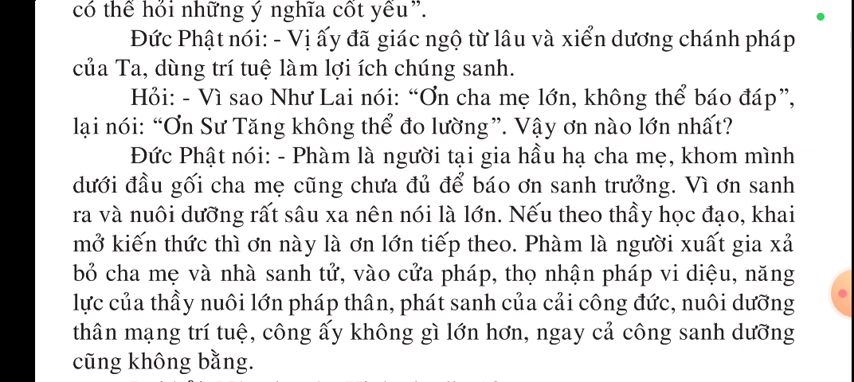 có thể hỏi những ý nghĩa cốt yếu”.
Đức Phật nói: - Vị ấy đã giác ngộ từ lâu và xiển dương chánh pháp
của Ta, dùng trí tuệ làm lợi ích chúng sanh.
Hỏi: - Vì sao Như Lai nói: “Ơn cha mẹ lớn, không thể báo đáp”,
lại nói: “Ơn Sư Tăng không thể đo lường”. Vậy ơn nào lớn nhất?
Đức Phật nói: - Phàm là người tại gia hầu hạ cha mẹ, khom mình
dưới đầu gối cha mẹ cũng chưa đủ để báo ơn sanh trưởng. Vì ơn sanh
ra và nuôi dưỡng rất sâu xa nên nói là lớn. Nếu theo thầy học đạo, khai
mở kiến thức thì ơn này là ơn lớn tiếp theo. Phàm là người xuất gia xả
bỏ cha mẹ và nhà sanh tử, vào cửa pháp, thọ nhận pháp vi diệu, năng
lực của thầy nuôi lớn pháp thân, phát sanh của cải công đức, nuôi dưỡng
thân mạng trí tuệ, công ấy không gì lớn hơn, ngay cả công sanh dưỡng
cũng không bằng.